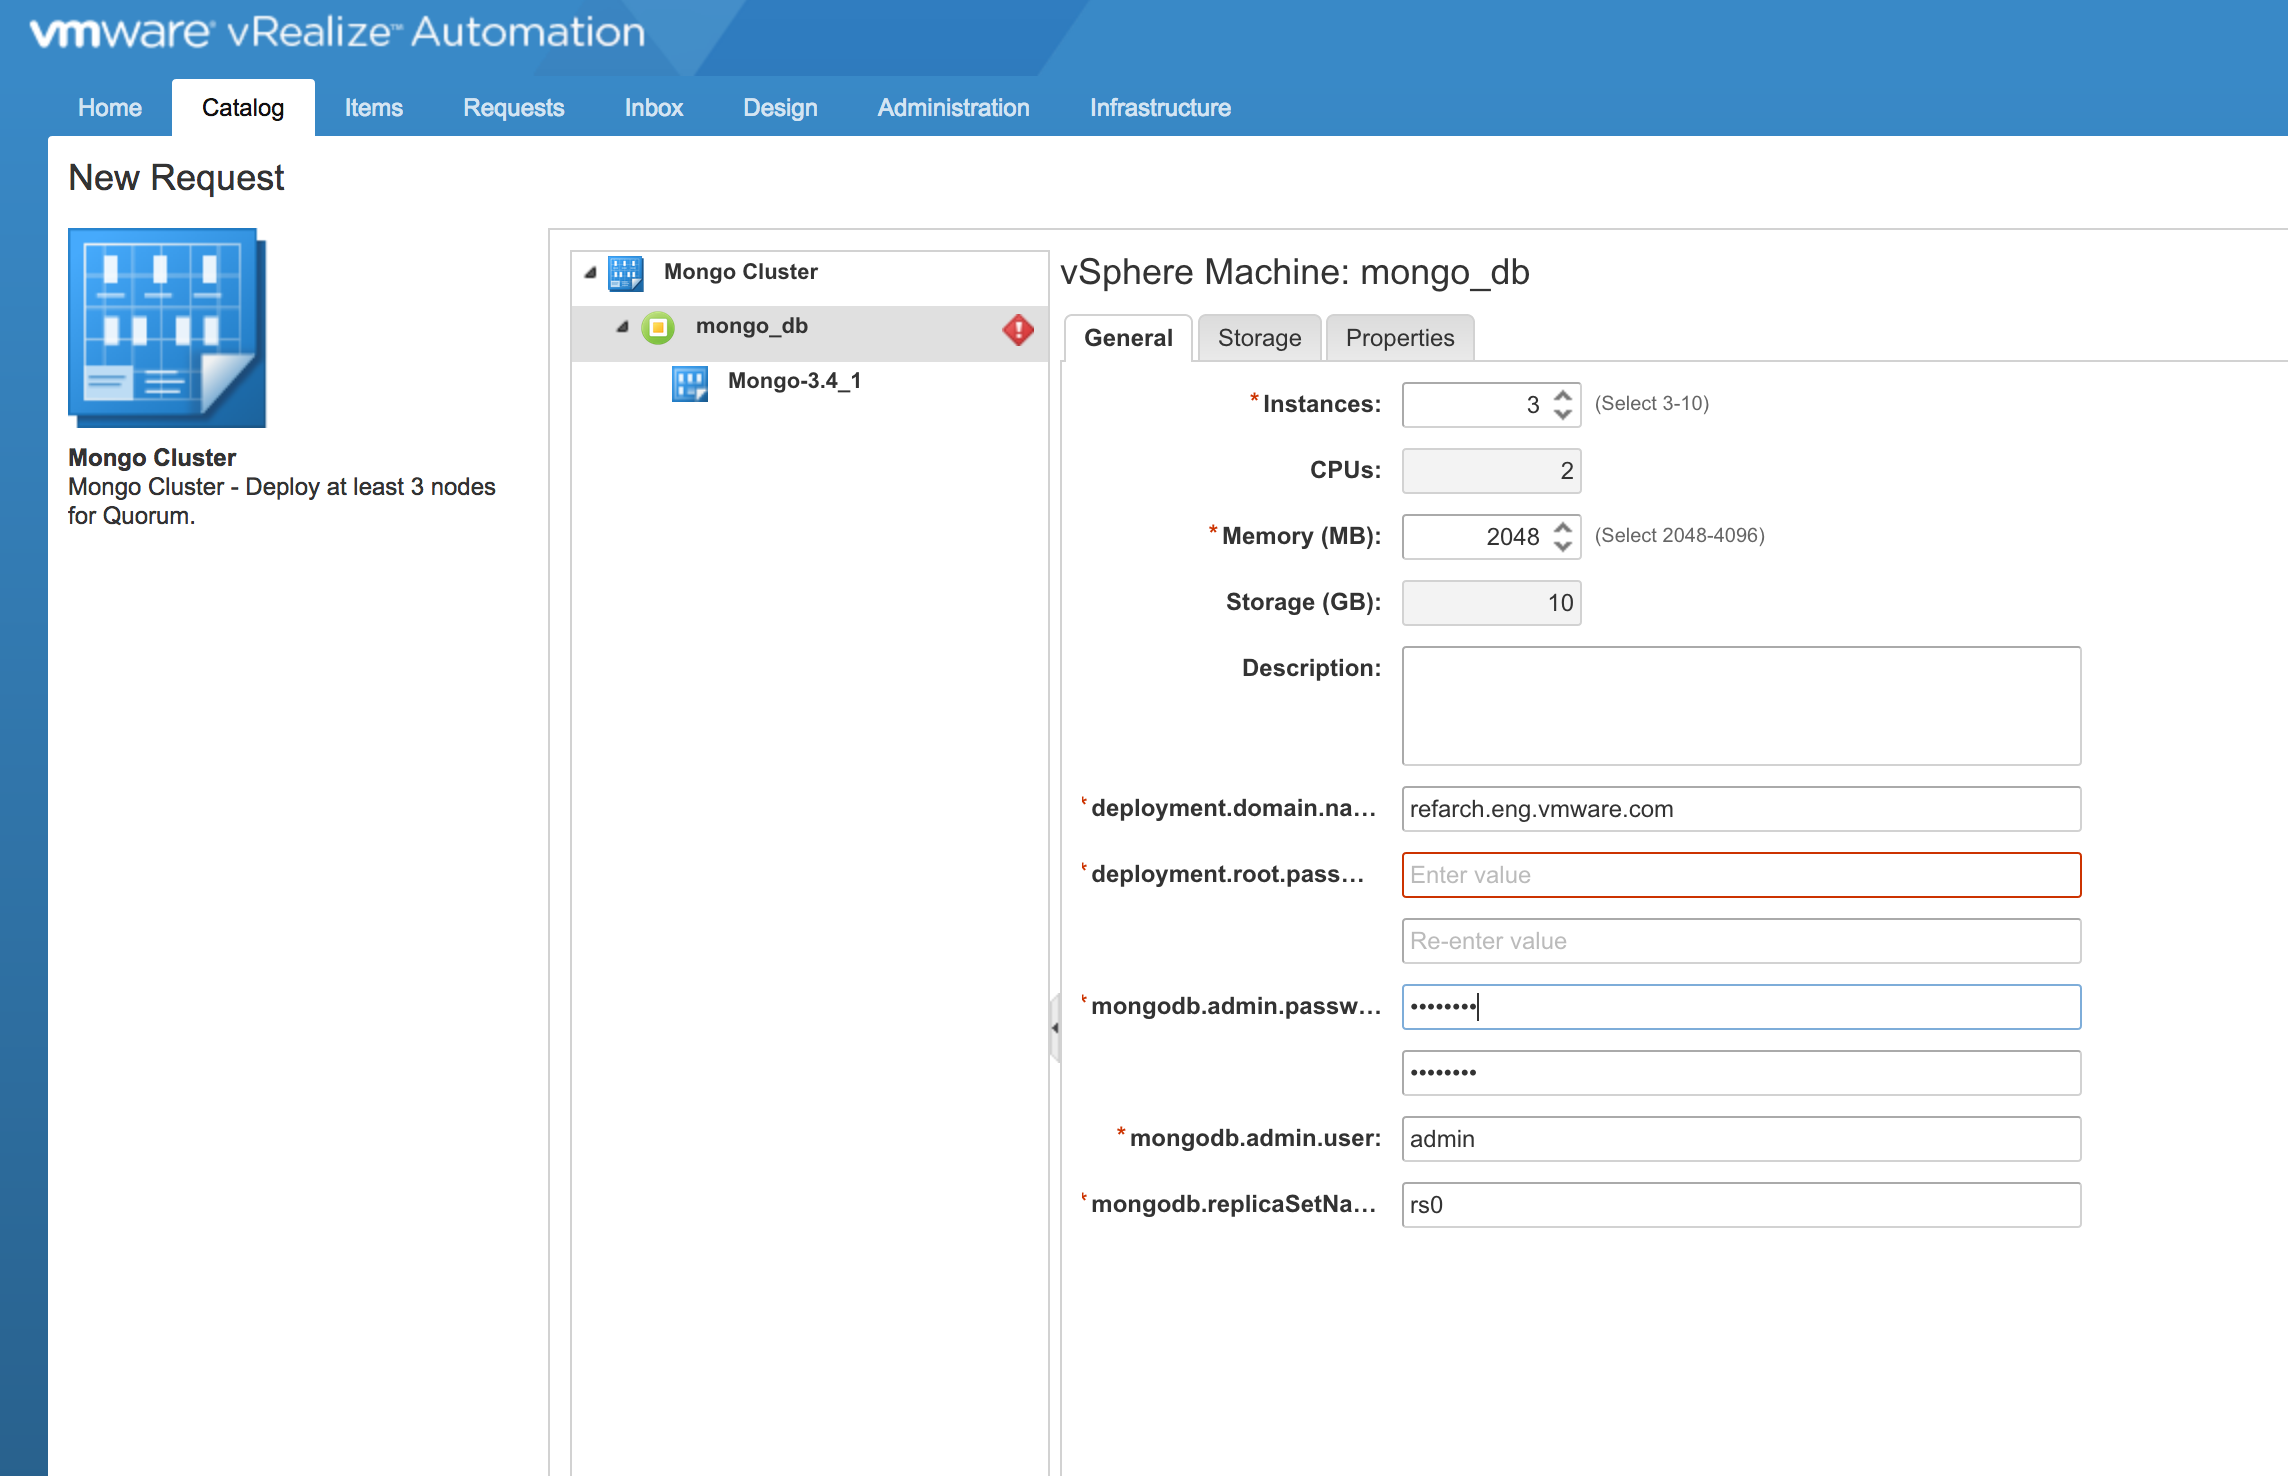 vmware® vRealize™ Automation
Home Catalog Items Requests Inbox Design Administration Infrastructure
New Request
Mongo Cluster
Mongo Cluster - Deploy at least 3 nodes
for Quorum.
Mongo Cluster
mongo_db
Mongo-3.4_1
vSphere Machine: mongo_db
General Storage Properties
* Instances: 3 (Select 3-10)
CPUs: 2
* Memory (MB): 2048 (Select 2048-4096)
Storage (GB): 10
Description:
* deployment.domain.na... refarch.eng.vmware.com
* deployment.root.pass... Enter value
Re-enter value
* mongodb.admin.passw... ••••••••
••••••••
* mongodb.admin.user: admin
* mongodb.replicaSetNa... rs0